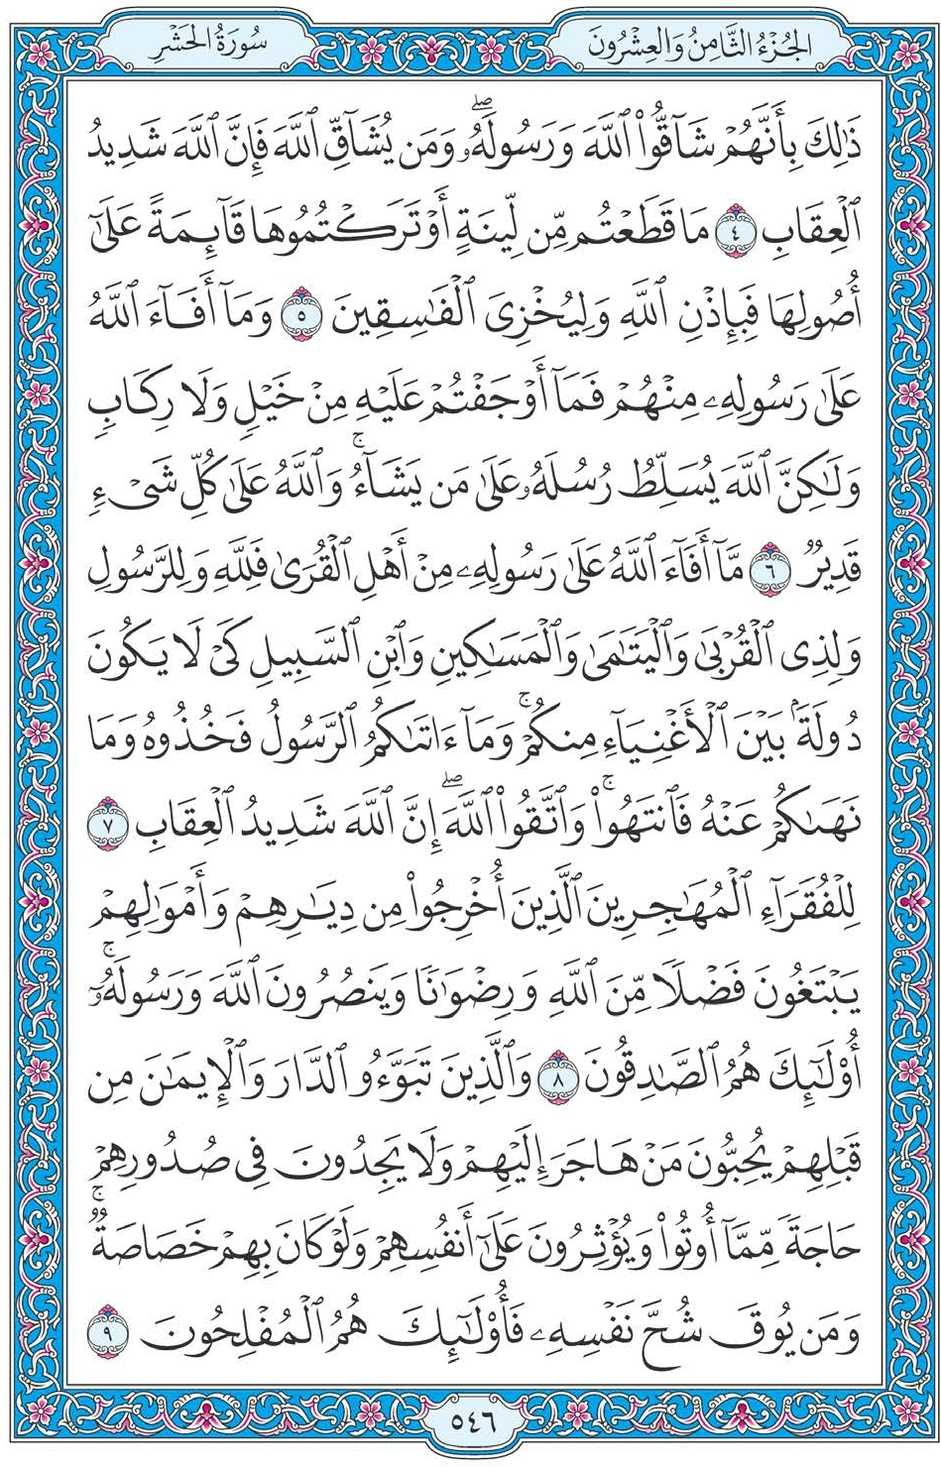 سُورَةُ الحَشْرِ
الجُزْءُ الثَّامِنُ وَالعِشْرُونَ
ذَٰلِكَ بِأَنَّهُمْ شَآقُّوا۟ ٱللَّهَ وَرَسُولَهُۥ ۖ وَمَن يُشَآقِّ ٱللَّهَ فَإِنَّ ٱللَّهَ شَدِيدُ
ٱلْعِقَابِ ٤ مَا قَطَعْتُم مِّن لِّينَةٍ أَوْ تَرَكْتُمُوهَا قَآئِمَةً عَلَىٰٓ
أُصُولِهَا فَبِإِذْنِ ٱللَّهِ وَلِيُخْزِىَ ٱلْفَـٰسِقِينَ ٥ وَمَآ أَفَآءَ ٱللَّهُ
عَلَىٰ رَسُولِهِۦ مِنْهُمْ فَمَآ أَوْجَفْتُمْ عَلَيْهِ مِنْ خَيْلٍ وَلَا رِكَابٍ
وَلَـٰكِنَّ ٱللَّهَ يُسَلِّطُ رُسُلَهُۥ عَلَىٰ مَن يَشَآءُ ۚ وَٱللَّهُ عَلَىٰ كُلِّ شَىْءٍ
قَدِيرٌ ٦ مَّآ أَفَآءَ ٱللَّهُ عَلَىٰ رَسُولِهِۦ مِنْ أَهْلِ ٱلْقُرَىٰ فَلِلَّهِ وَلِلرَّسُولِ
وَلِذِى ٱلْقُرْبَىٰ وَٱلْيَتَـٰمَىٰ وَٱلْمَسَـٰكِينِ وَٱبْنِ ٱلسَّبِيلِ كَىْ لَا يَكُونَ
دُولَةًۢ بَيْنَ ٱلْأَغْنِيَآءِ مِنكُمْ ۚ وَمَآ ءَاتَىٰكُمُ ٱلرَّسُولُ فَخُذُوهُ وَمَا
نَهَىٰكُمْ عَنْهُ فَٱنتَهُوا۟ ۚ وَٱتَّقُوا۟ ٱللَّهَ ۖ إِنَّ ٱللَّهَ شَدِيدُ ٱلْعِقَابِ ٧
لِلْفُقَرَآءِ ٱلْمُهَـٰجِرِينَ ٱلَّذِينَ أُخْرِجُوا۟ مِن دِيَـٰرِهِمْ وَأَمْوَٰلِهِمْ
يَبْتَغُونَ فَضْلًا مِّنَ ٱللَّهِ وَرِضْوَٰنًا وَيَنصُرُونَ ٱللَّهَ وَرَسُولَهُۥٓ ۚ
أُو۟لَـٰٓئِكَ هُمُ ٱلصَّـٰدِقُونَ ٨ وَٱلَّذِينَ تَبَوَّءُو ٱلدَّارَ وَٱلْإِيمَـٰنَ مِن
قَبْلِهِمْ يُحِبُّونَ مَنْ هَاجَرَ إِلَيْهِمْ وَلَا يَجِدُونَ فِى صُدُورِهِمْ
حَاجَةً مِّمَّآ أُوتُوا۟ وَيُؤْثِرُونَ عَلَىٰٓ أَنفُسِهِمْ وَلَوْ كَانَ بِهِمْ خَصَاصَةٌ ۚ
وَمَن يُوقَ شُحَّ نَفْسِهِۦ فَأُو۟لَـٰٓئِكَ هُمُ ٱلْمُفْلِحُونَ ٩
٥٤٦